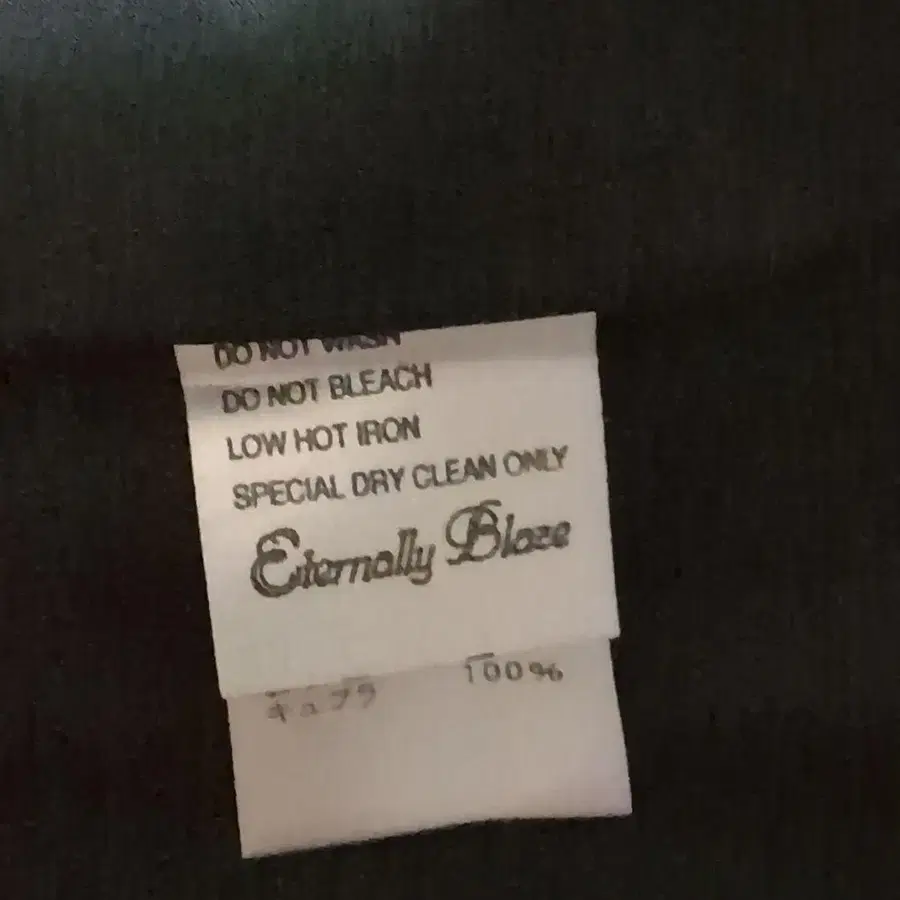 DO NOT WASH
DO NOT BLEACH
LOW HOT IRON
SPECIAL DRY CLEAN ONLY
Eternally Blaze
100%